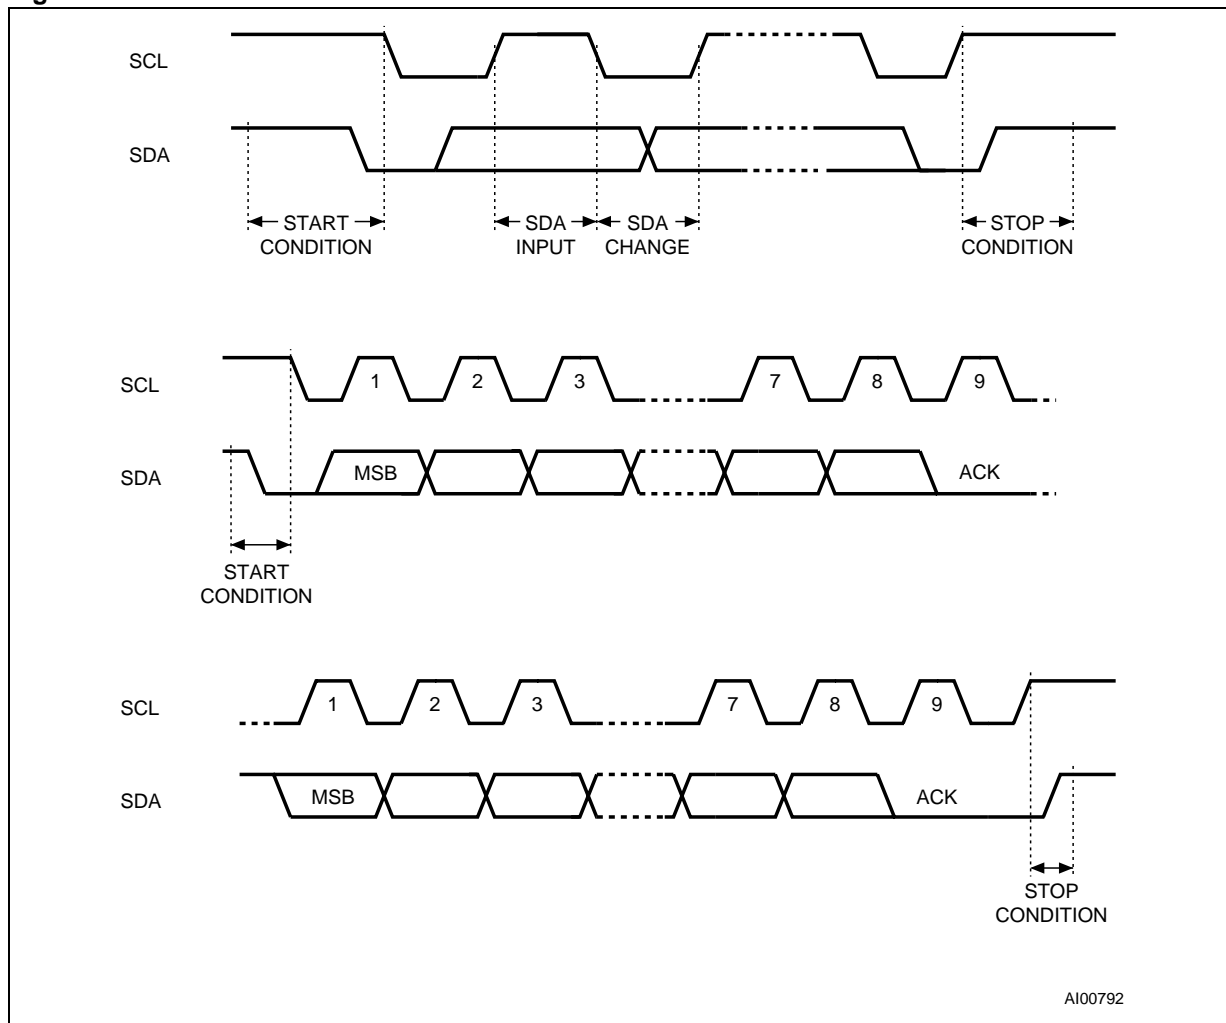 SCL
SDA
START CONDITION
SDA INPUT
SDA CHANGE
STOP CONDITION
SCL
1 2 3 7 8 9
SDA
MSB ACK
START CONDITION
SCL
1 2 3 7 8 9
SDA
MSB ACK
STOP CONDITION
AI00792